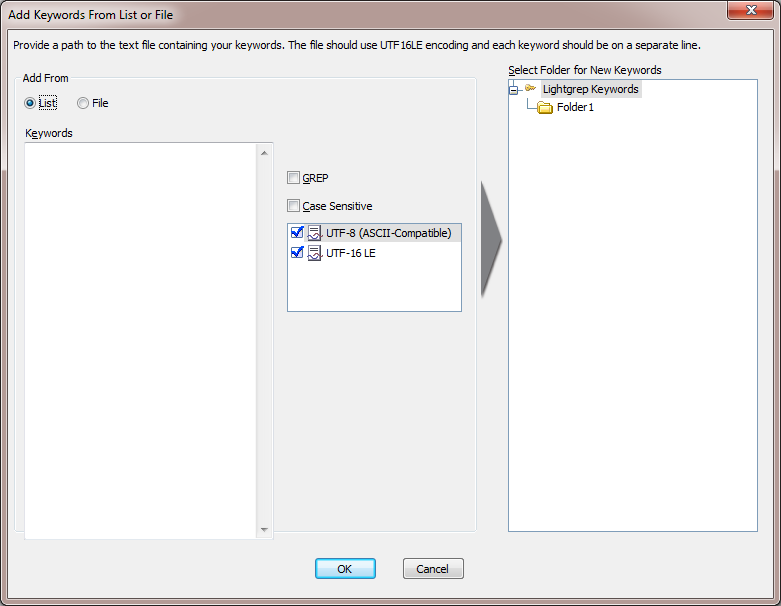 Add Keywords From List or File
Provide a path to the text file containing your keywords. The file should use UTF16LE encoding and each keyword should be on a separate line.
Add From
List
File
Keywords
GREP
Case Sensitive
UTF-8 (ASCII-Compatible)
UTF-16 LE
Select Folder for New Keywords
Lightgrep Keywords
Folder1
OK
Cancel